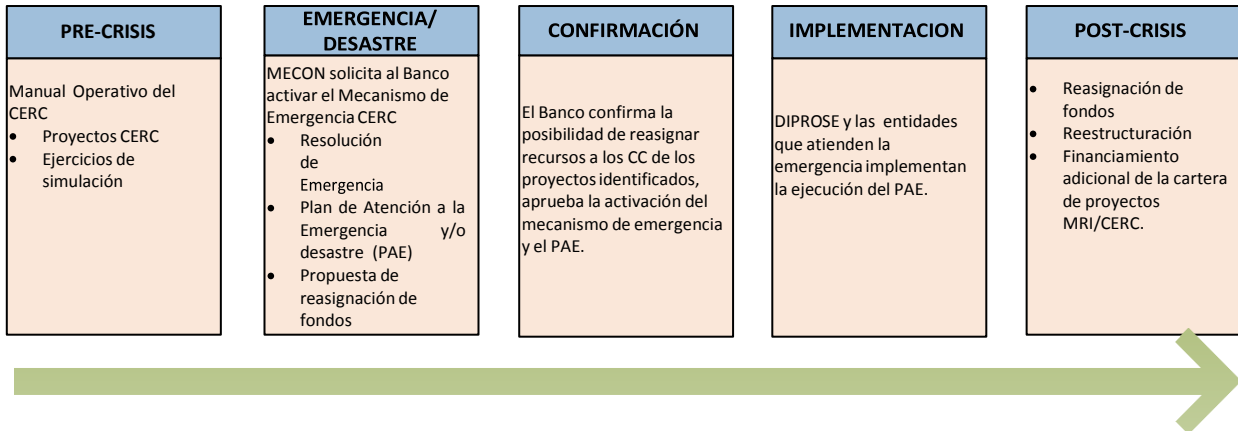 PRE-CRISIS
Manual Operativo del
CERC
• Proyectos CERC
• Ejercicios de
simulación
EMERGENCIA/
DESASTRE
MECON solicita al Banco
activar el Mecanismo de
Emergencia CERC
• Resolución
de
Emergencia
• Plan de Atención a la
Emergencia y/o
desastre (PAE)
• Propuesta de
reasignación de
fondos
CONFIRMACIÓN
El Banco confirma la
posibilidad de reasignar
recursos a los CC de los
proyectos identificados,
aprueba la activación del
mecanismo de emergencia
y el PAE.
IMPLEMENTACION
DIPROSE y las entidades
que atienden la
emergencia implementan
la ejecución del PAE.
POST-CRISIS
• Reasignación de
fondos
• Reestructuración
• Financiamiento
adicional de la cartera
de proyectos
MRI/CERC.